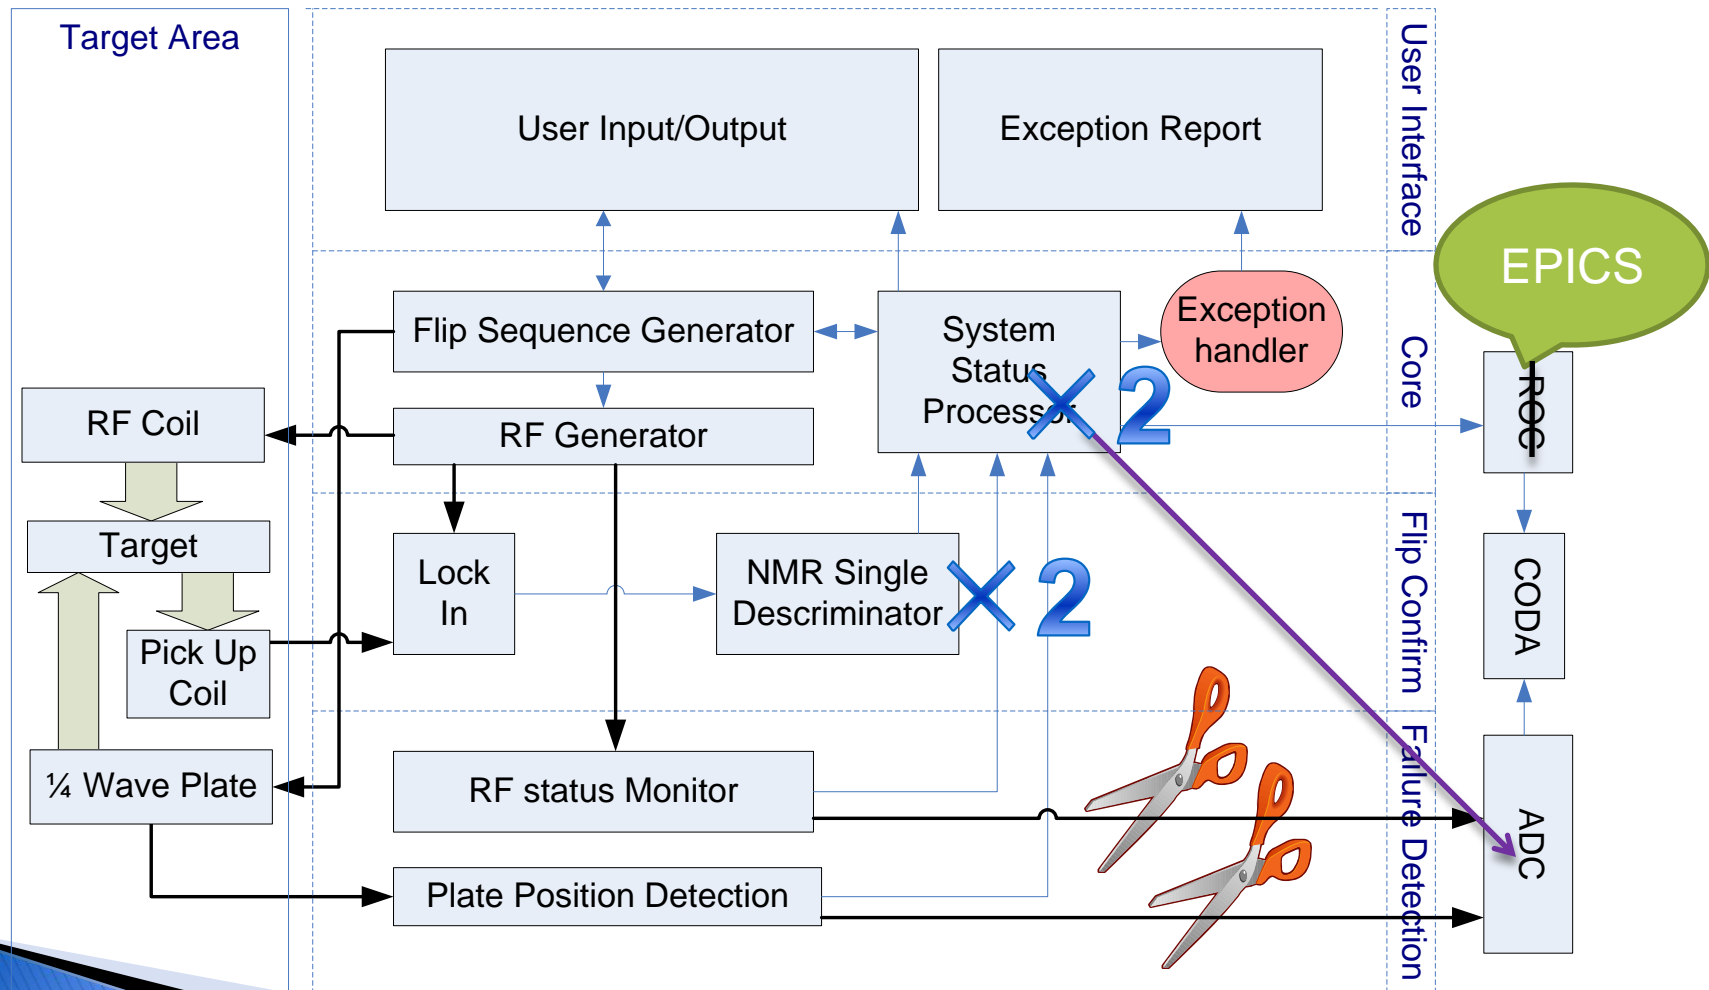 Target Area
User Input/Output
Exception Report
User Interface
EPICS
Flip Sequence Generator
System
Status
Processor
× 2
Exception
handler
Core
ROC
RF Coil
RF Generator
Target
Lock
In
NMR Single
Descriminator
× 2
Flip Confirm
CODA
Pick Up
Coil
¼ Wave Plate
RF status Monitor
Failure Detection
ADC
Plate Position Detection